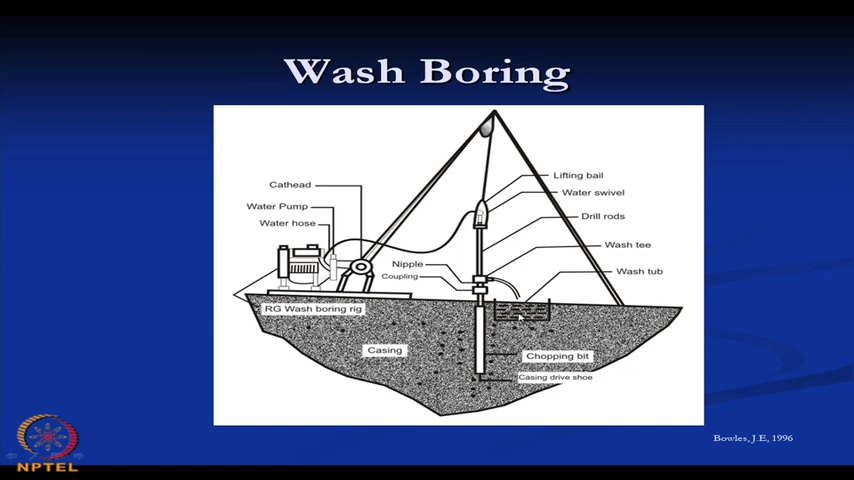 Wash Boring
Lifting bail
Cathead
Water swivel
Water Pump
Drill rods
Water hose
Wash tee
Nipple
Wash tub
Coupling
RG Wash boring rig
Casing
Chopping bit
Casing drive shoe
Bowles, J.E, 1996
NPTEL